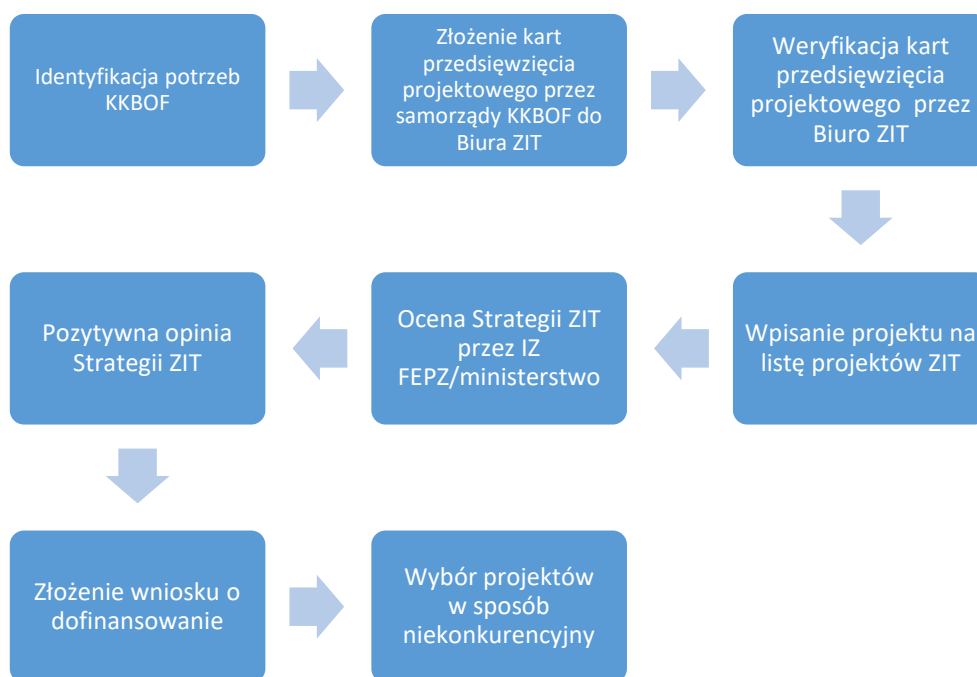 Identyfikacja potrzeb
KKBOF
Złożenie kart
przedsięwzięcia
projektowego przez
samorządy KKBOF do
Biura ZIT
Weryfikacja kart
przedsięwzięcia
projektowego przez
Biuro ZIT
Wpisanie projektu na
listę projektów ZIT
Ocena Strategii ZIT
przez IZ
FEPZ/ministerstwo
Pozytywna opinia
Strategii ZIT
Złożenie wniosku o
dofinansowanie
Wybór projektów
w sposób
niekonkurencyjny